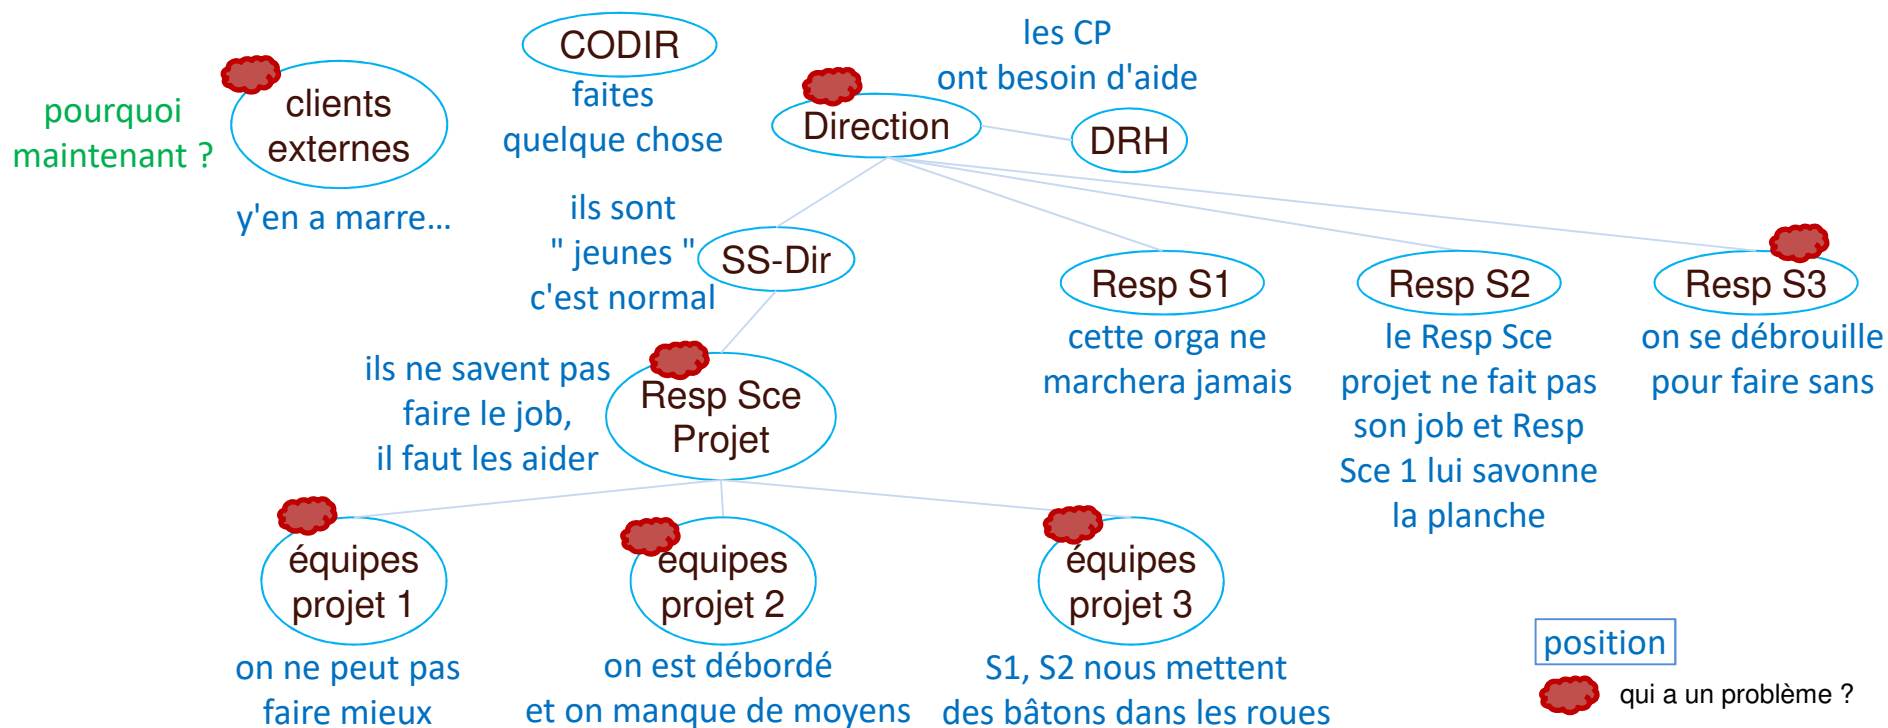 CODIR
faites
quelque chose
les CP
ont besoin d'aide
pourquoi
maintenant ?
clients
externes
y'en a marre...
Direction
DRH
ils sont
" jeunes "
c'est normal
SS-Dir
Resp S1
cette orga ne
marchera jamais
Resp S2
le Resp Sce
projet ne fait pas
son job et Resp
Sce 1 lui savonne
la planche
Resp S3
on se débrouille
pour faire sans
ils ne savent pas
faire le job,
il faut les aider
Resp Sce
Projet
équipes
projet 1
on ne peut pas
faire mieux
equipes
projet 2
on est débordé
et on manque de moyens
équipes
projet 3
S1, S2 nous mettent
des bâtons dans les roues
position
qui a un problème ?